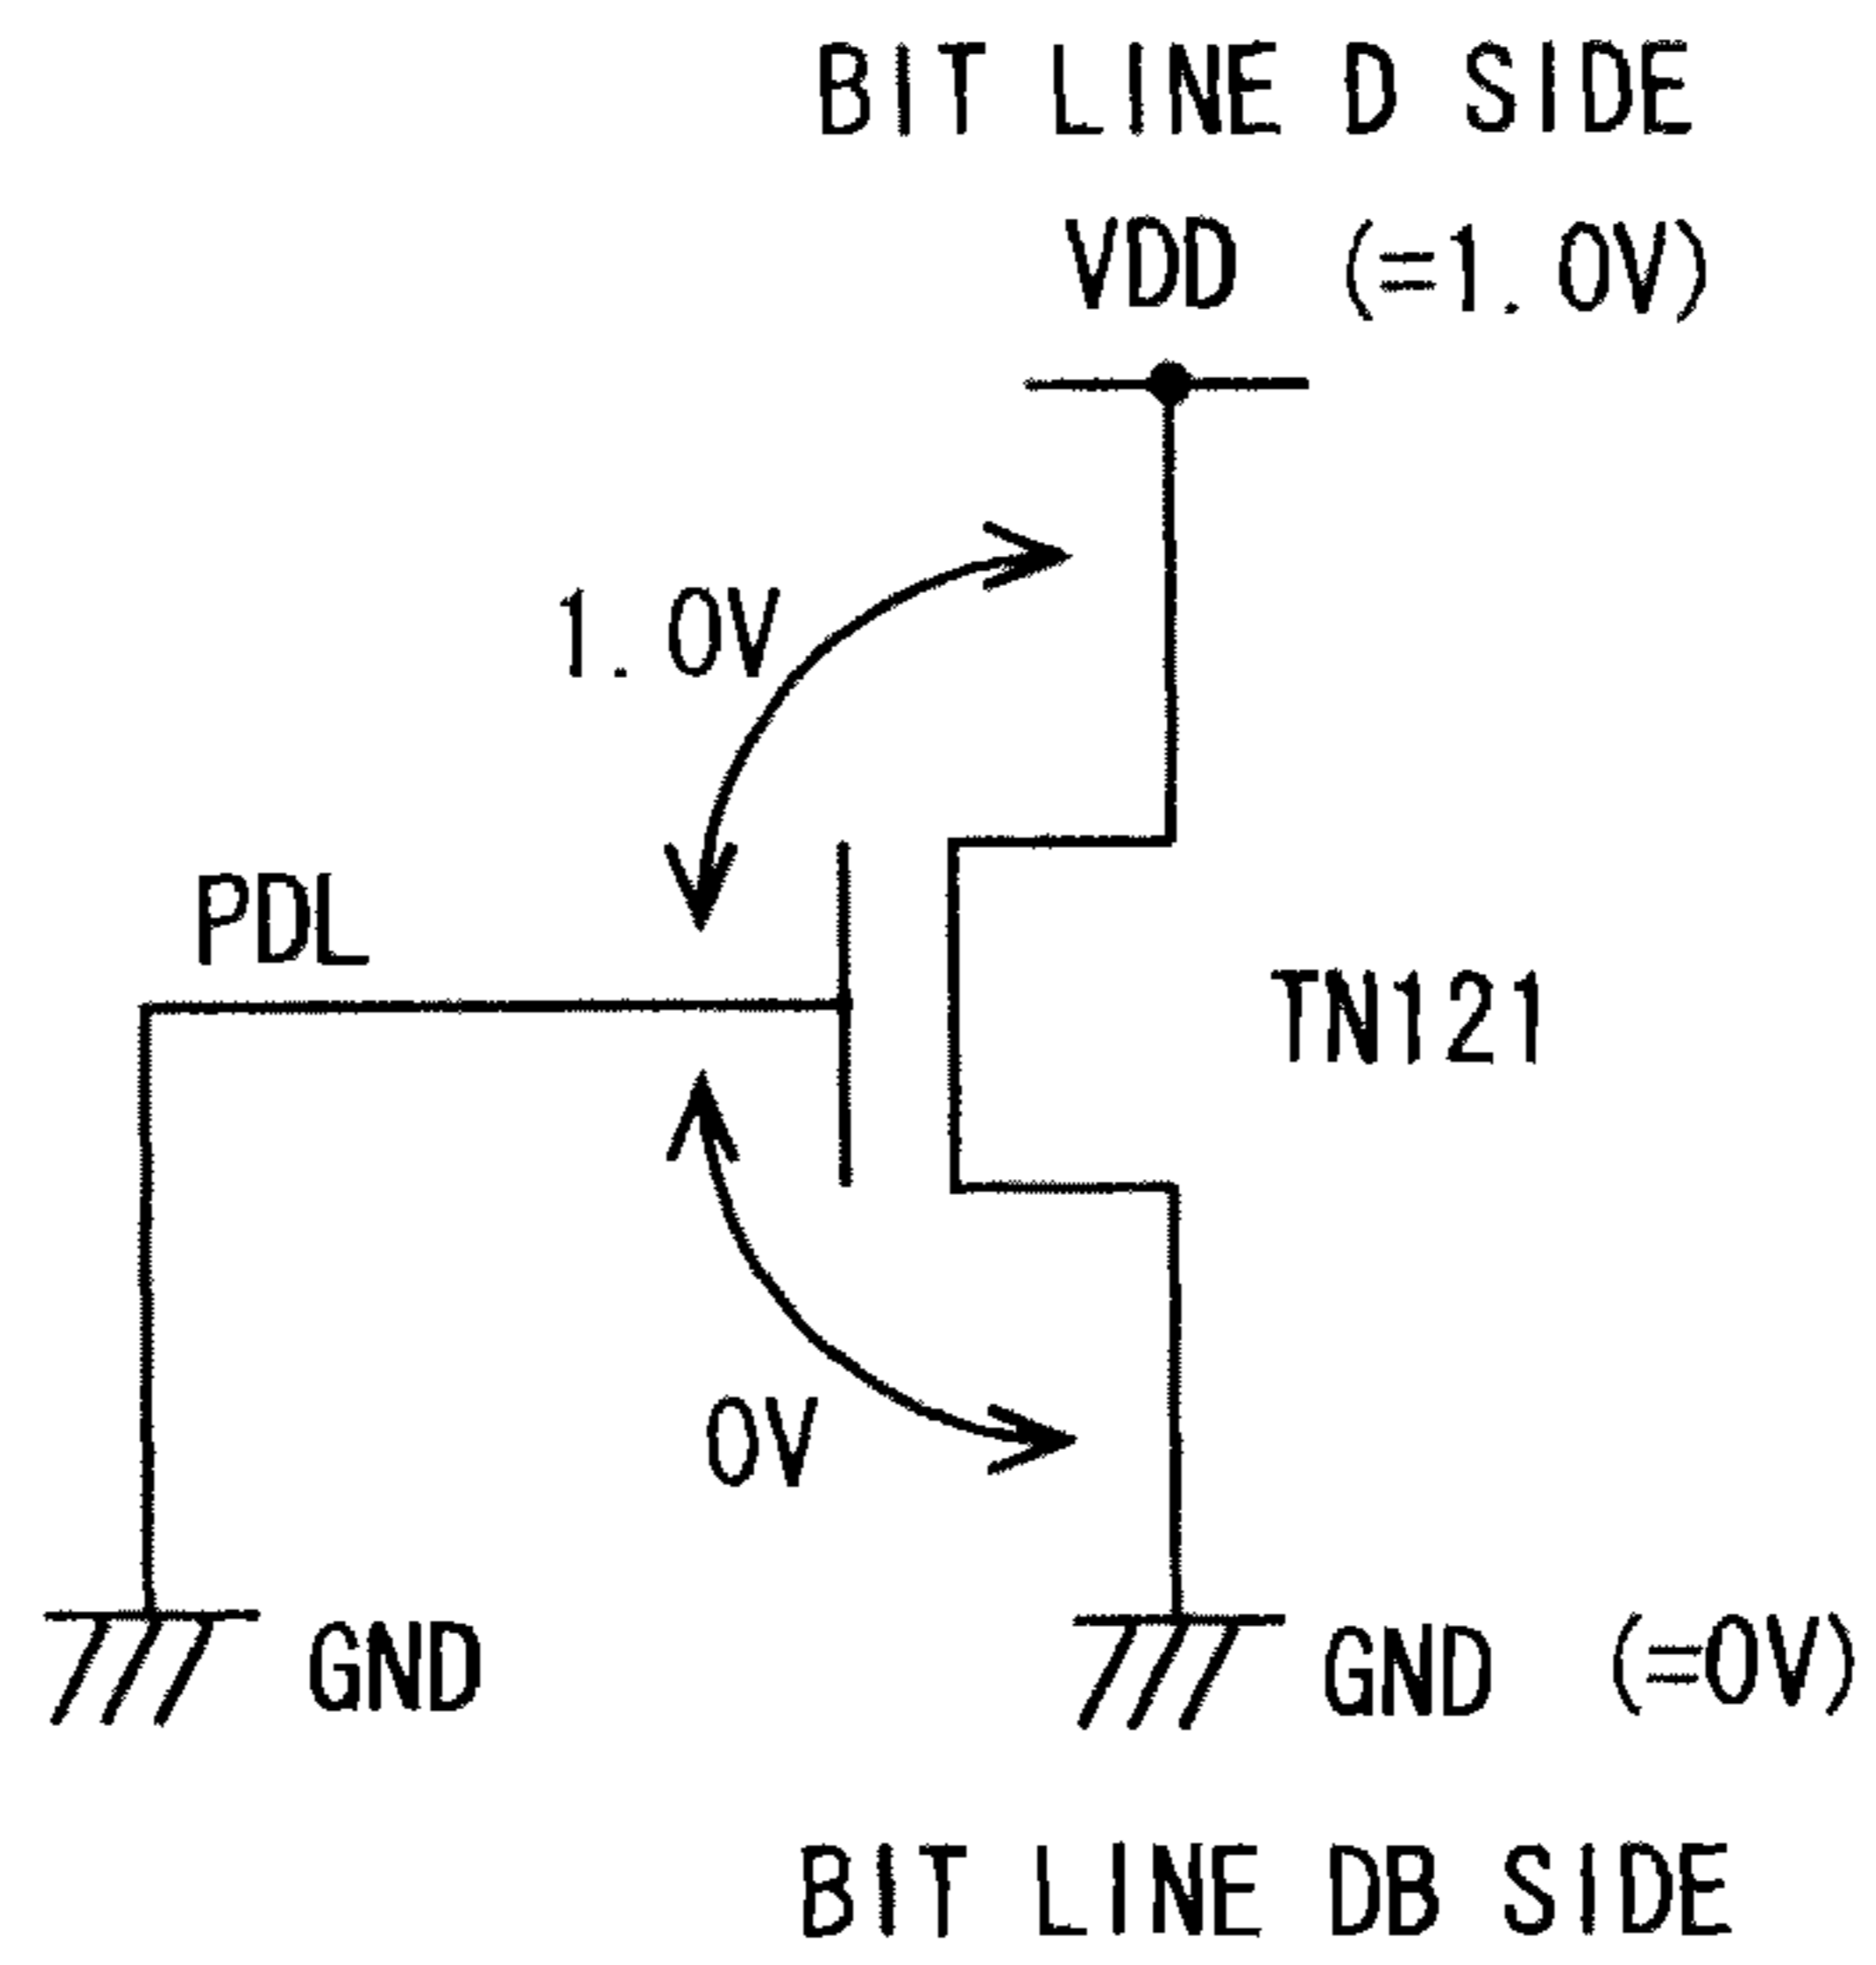 BIT LINE D SIDE
VDD (=1.0V)
1.0V
PDL
TN121
0V
GND
GND (=0V)
BIT LINE DB SIDE